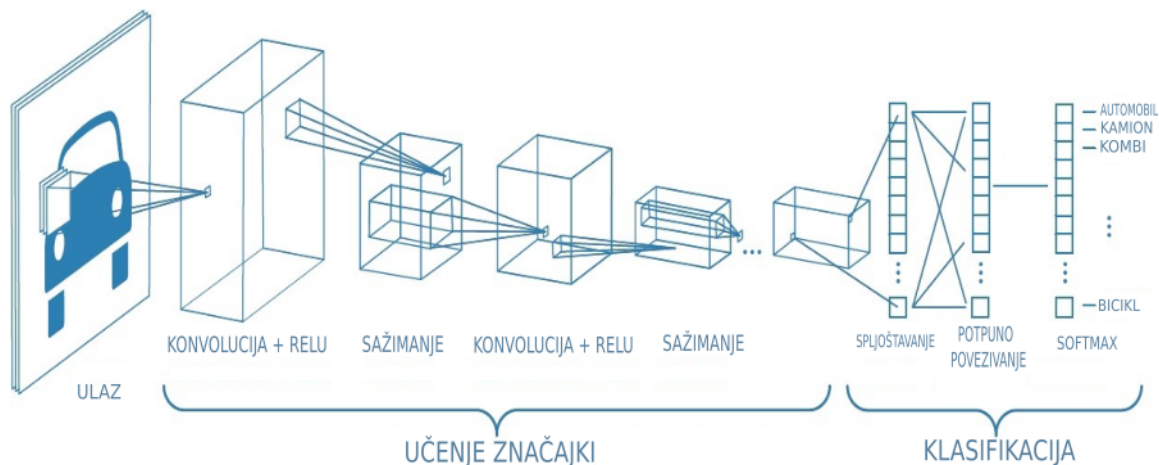 AUTOMOBIL
KAMION
KOMBI
BICIKL
KONVOLUCIJA + RELU
SAŽIMANJE
KONVOLUCIJA + RELU
SAŽIMANJE
SPLJOŠTAVANJE
POTPUNO
POVEZIVANJE
SOFTMAX
ULAZ
UČENJE ZNAČAJKI
KLASIFIKACIJA